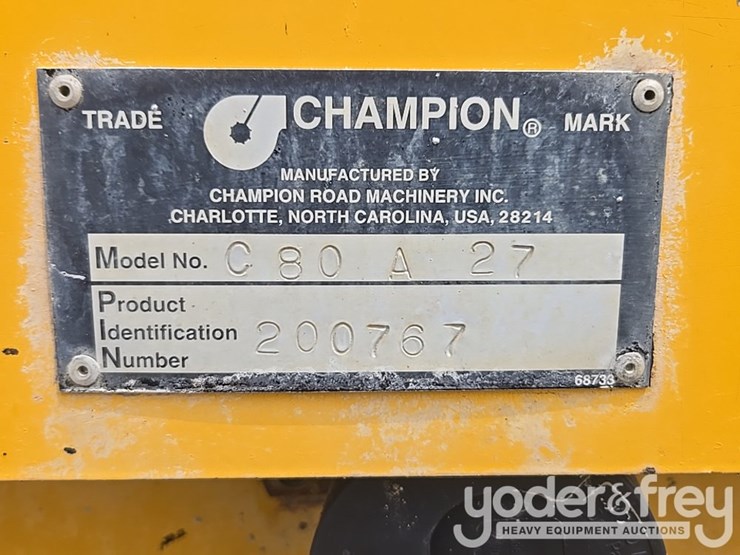 TRADE CHAMPION® MARK
MANUFACTURED BY
CHAMPION ROAD MACHINERY INC.
CHARLOTTE, NORTH CAROLINA, USA, 28214
Model No. C 80 A 27
Product
Identification 200767
Number
68733
yoder&frey
HEAVY EQUIPMENT AUCTIONS